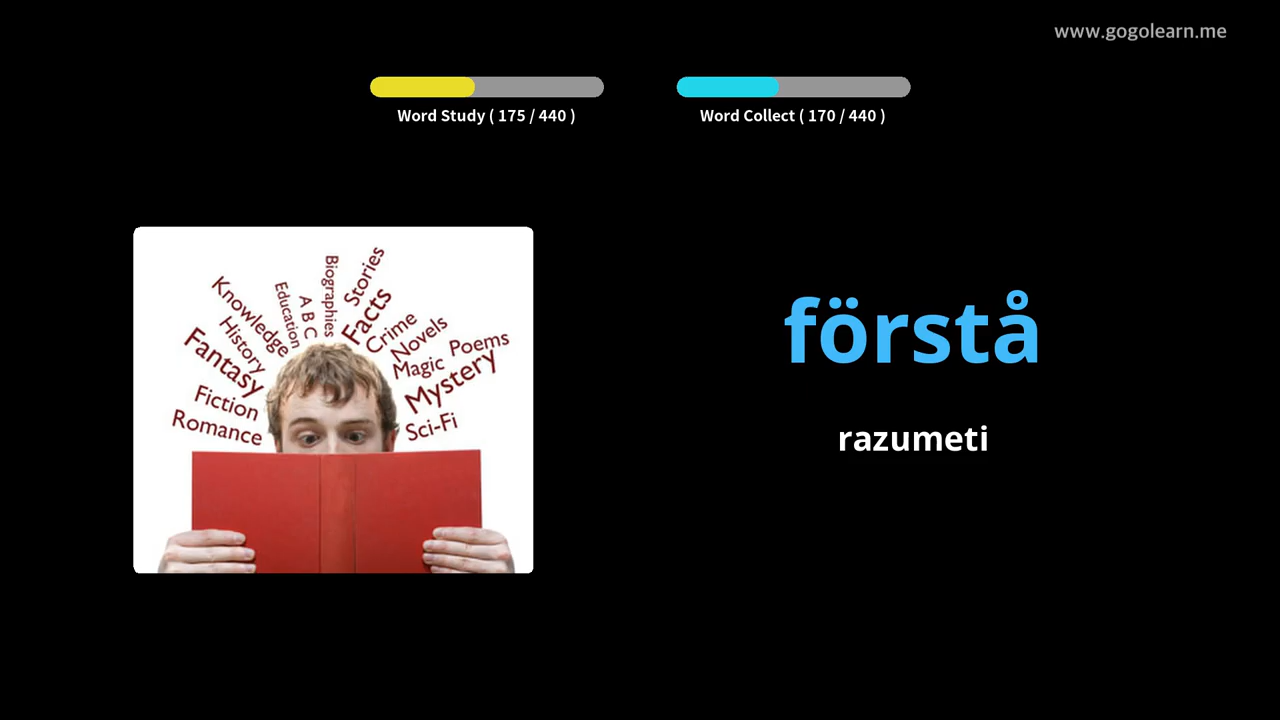 www.gogolearn.me
Word Study ( 175 / 440 )
Word Collect ( 170 / 440 )
Biographies
Stories
Education
A B C
Facts
Knowledge
Crime
History
Novels
Poems
Fantasy
Magic
Mystery
Fiction
Romance
Sci-Fi
förstå
razumeti